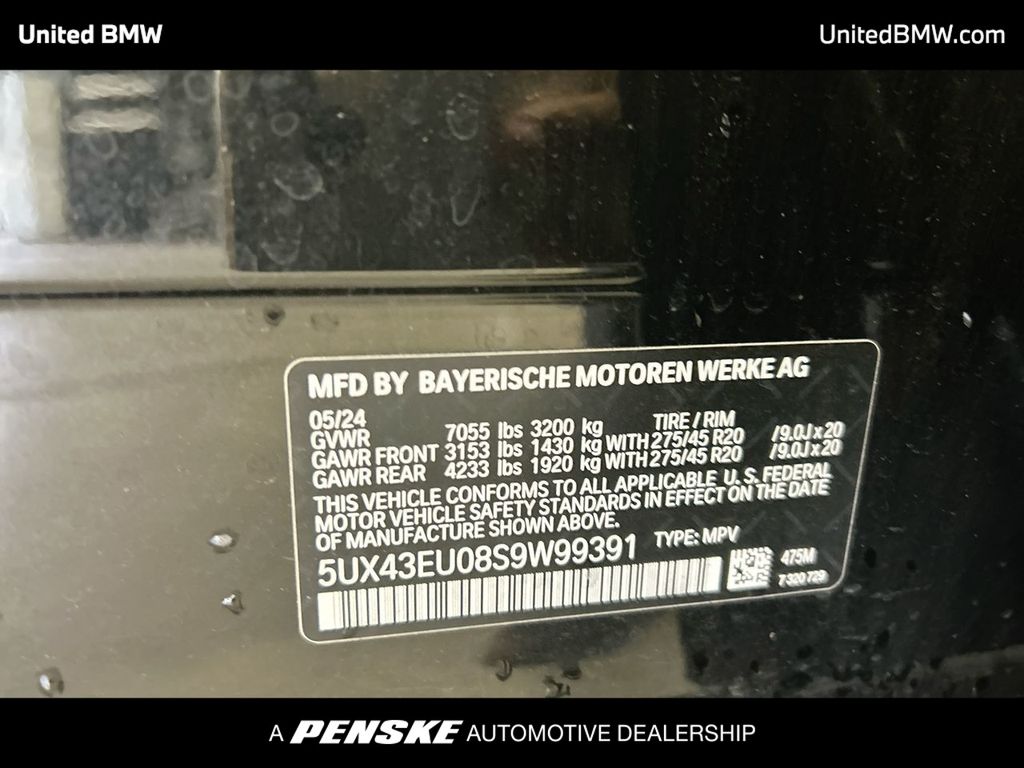 United BMW
UnitedBMW.com
MFD BY BAYERISCHE MOTOREN WERKE AG
05/24 TIRE / RIM
GVWR 7055 lbs 3200 kg
GAWR FRONT 3153 lbs 1430 kg WITH 275/45 R20 /9.0J x 20
GAWR REAR 4233 lbs 1920 kg WITH 275/45 R20 /9.0J x 20
THIS VEHICLE CONFORMS TO ALL APPLICABLE U.S. FEDERAL
MOTOR VEHICLE SAFETY STANDARDS IN EFFECT ON THE DATE
OF MANUFACTURE SHOWN ABOVE.
5UX43EU08S9W99391 TYPE: MPV
475M
7 320 729
A PENSKE AUTOMOTIVE DEALERSHIP